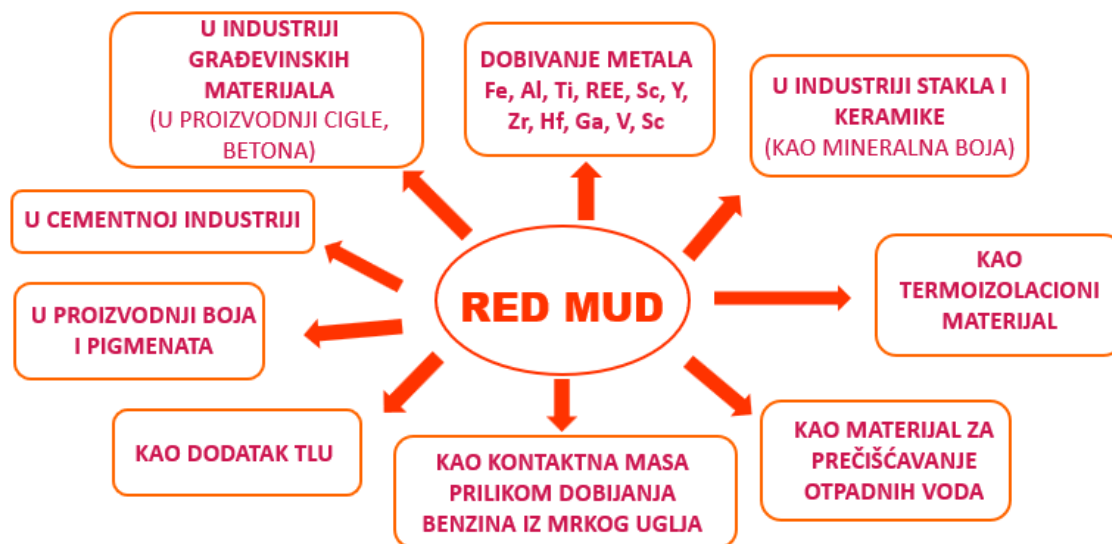 U INDUSTRIJI
GRAĐEVINSKIH
MATERIJALA
(U PROIZVODNJI CIGLE,
BETONA)
DOBIVANJE METALA
Fe, Al, Ti, REE, Sc, Y,
Zr, Hf, Ga, V, Sc
U INDUSTRIJI STAKLA I
KERAMIKE
(KAO MINERALNA BOJA)
U CEMENTNOJ INDUSTRIJI
RED MUD
KAO
TERMOIZOLACIONI
MATERIJAL
U PROIZVODNJI BOJA
I PIGMENATA
KAO DODATAK TLU
KAO KONTAKTNA MASA
PRILIKOM DOBIJANJA
BENZINA IZ MRKOG UGLJA
KAO MATERIJAL ZA
PREČIŠĆAVANJE
OTPADNIH VODA